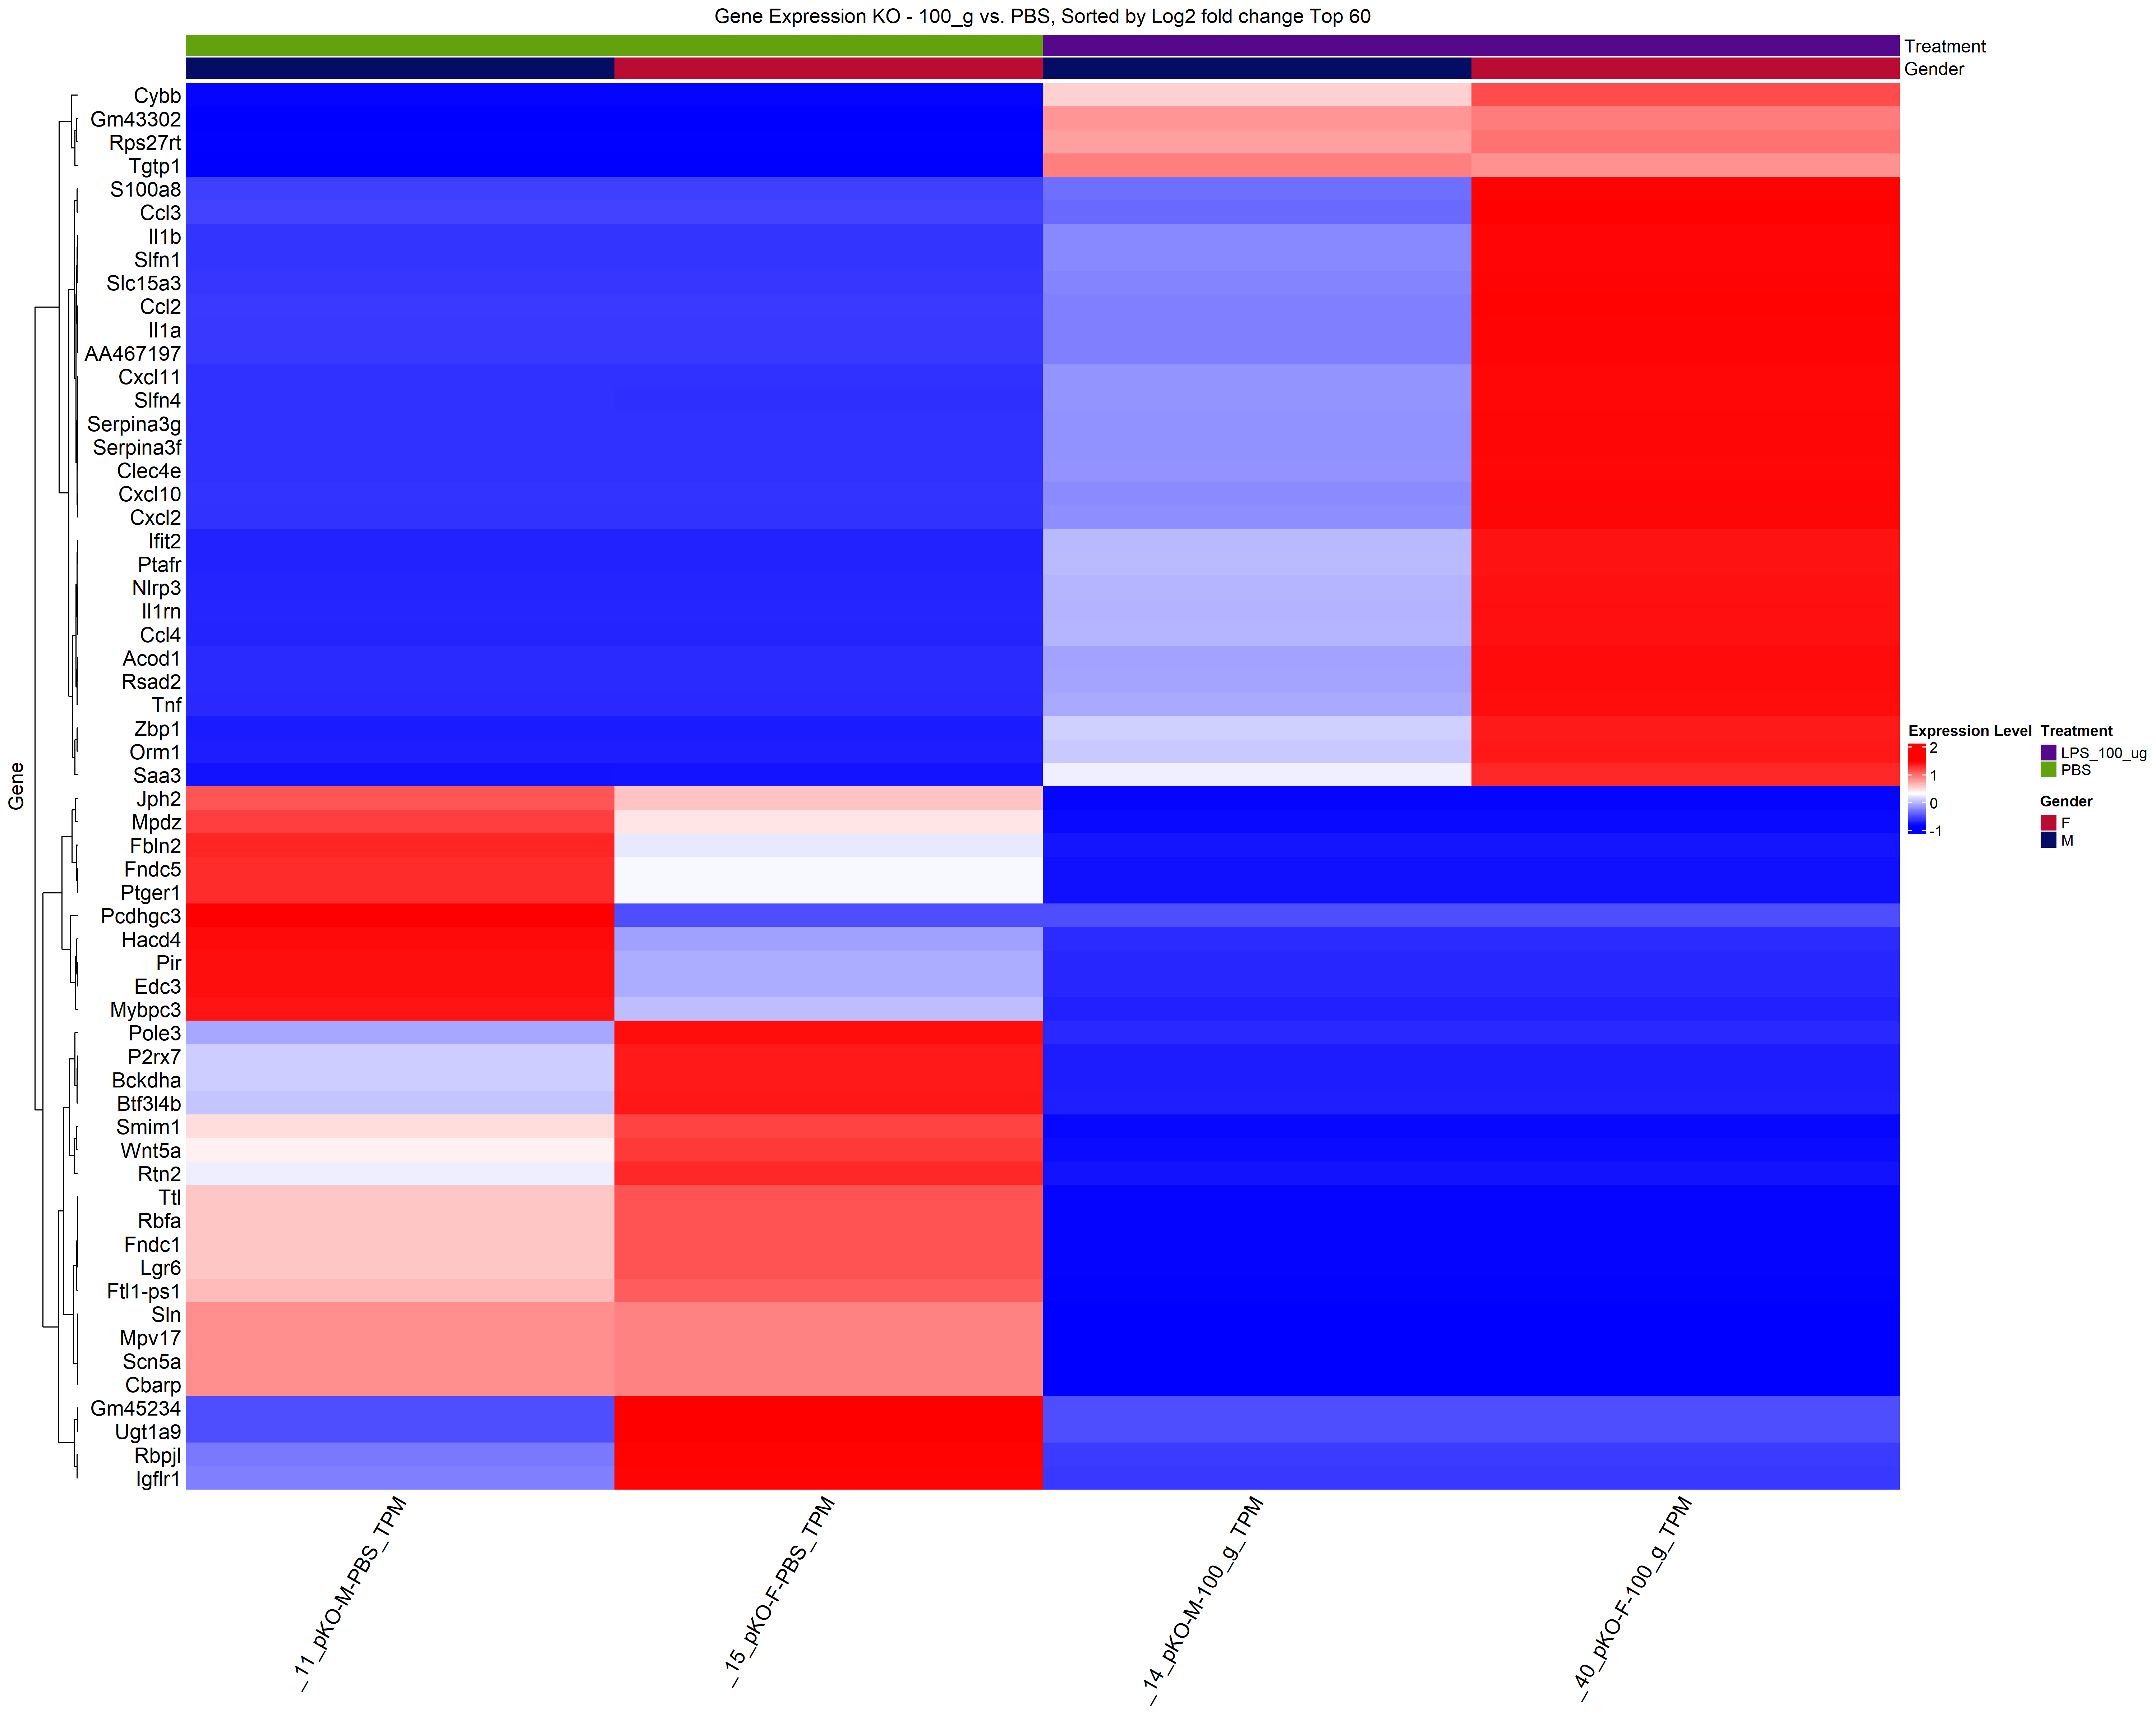 Gene Expression KO - 100_g vs. PBS, Sorted by Log2 fold change Top 60
Treatment
Gender
Cybb
Gm43302
Rps27rt
Tgtp1
S100a8
Ccl3
Il1b
Slfn1
Slc15a3
Ccl2
Il1a
AA467197
Cxcl11
Slfn4
Serpina3g
Serpina3f
Clec4e
Cxcl10
Cxcl2
Ifit2
Ptafr
Nlrp3
Il1rn
Ccl4
Acod1
Rsad2
Tnf
Zbp1
Orm1
Saa3
Jph2
Mpdz
Fbln2
Fndc5
Ptger1
Pcdhgc3
Hacd4
Pir
Edc3
Mybpc3
Pole3
P2rx7
Bckdha
Btf3l4b
Smim1
Wnt5a
Rtn2
Ttl
Rbfa
Fndc1
Lgr6
Ftl1-ps1
Sln
Mpv17
Scn5a
Cbarp
Gm45234
Ugt1a9
Rbpjl
Igflr1
Gene
_11_pKO-M-PBS_TPM
_15_pKO-F-PBS_TPM
_14_pKO-M-100_g_TPM
_40_pKO-F-100_g_TPM
Expression Level
2
1
0
-1
Treatment
LPS_100_ug
PBS
Gender
F
M